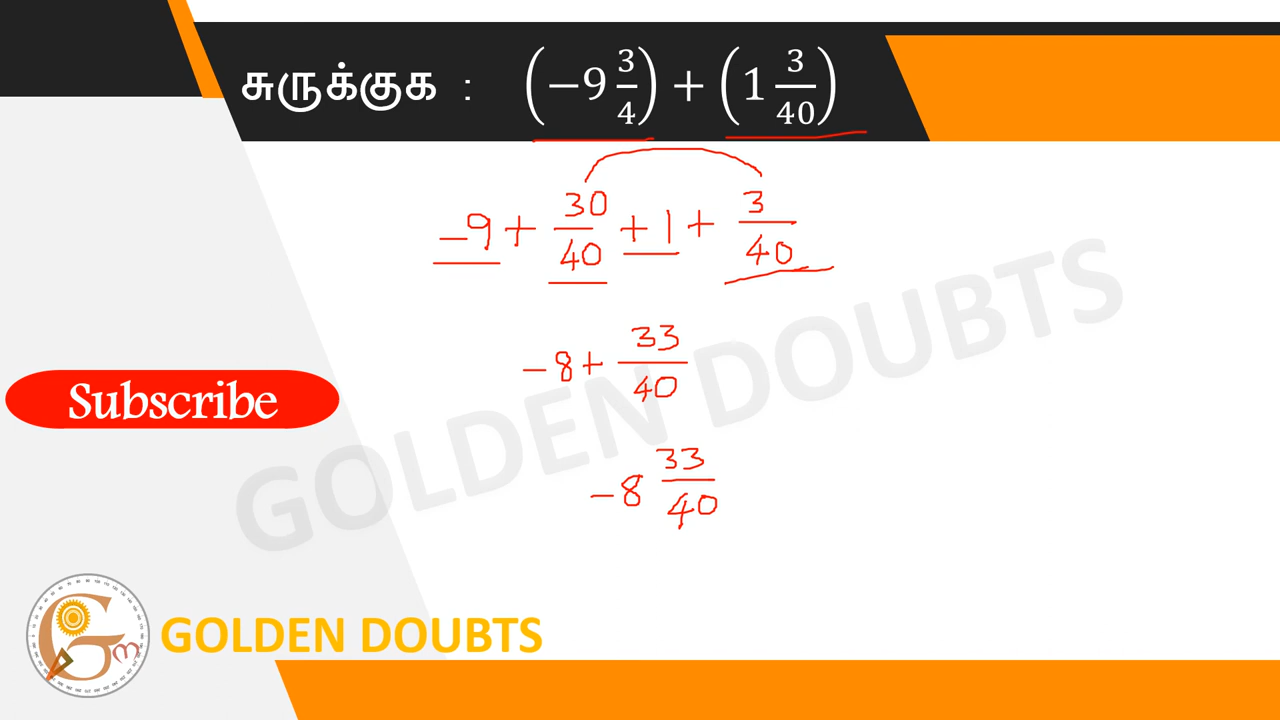 சுருக்குக : (−9 3/4) + (1 3/40)
−9 + 30/40 + 1 + 3/40
−8 + 33/40
−8 33/40
Subscribe
GOLDEN DOUBTS
GOLDEN DOUBTS